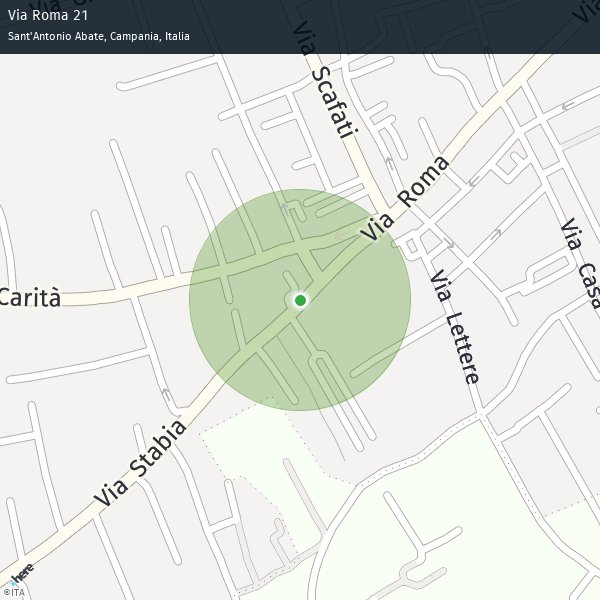 Via Roma 21
Sant'Antonio Abate, Campania, Italia
Via Scafati
Via Roma
Carità
Via Casa
Via Lettere
Via Stabia
here
©ITA